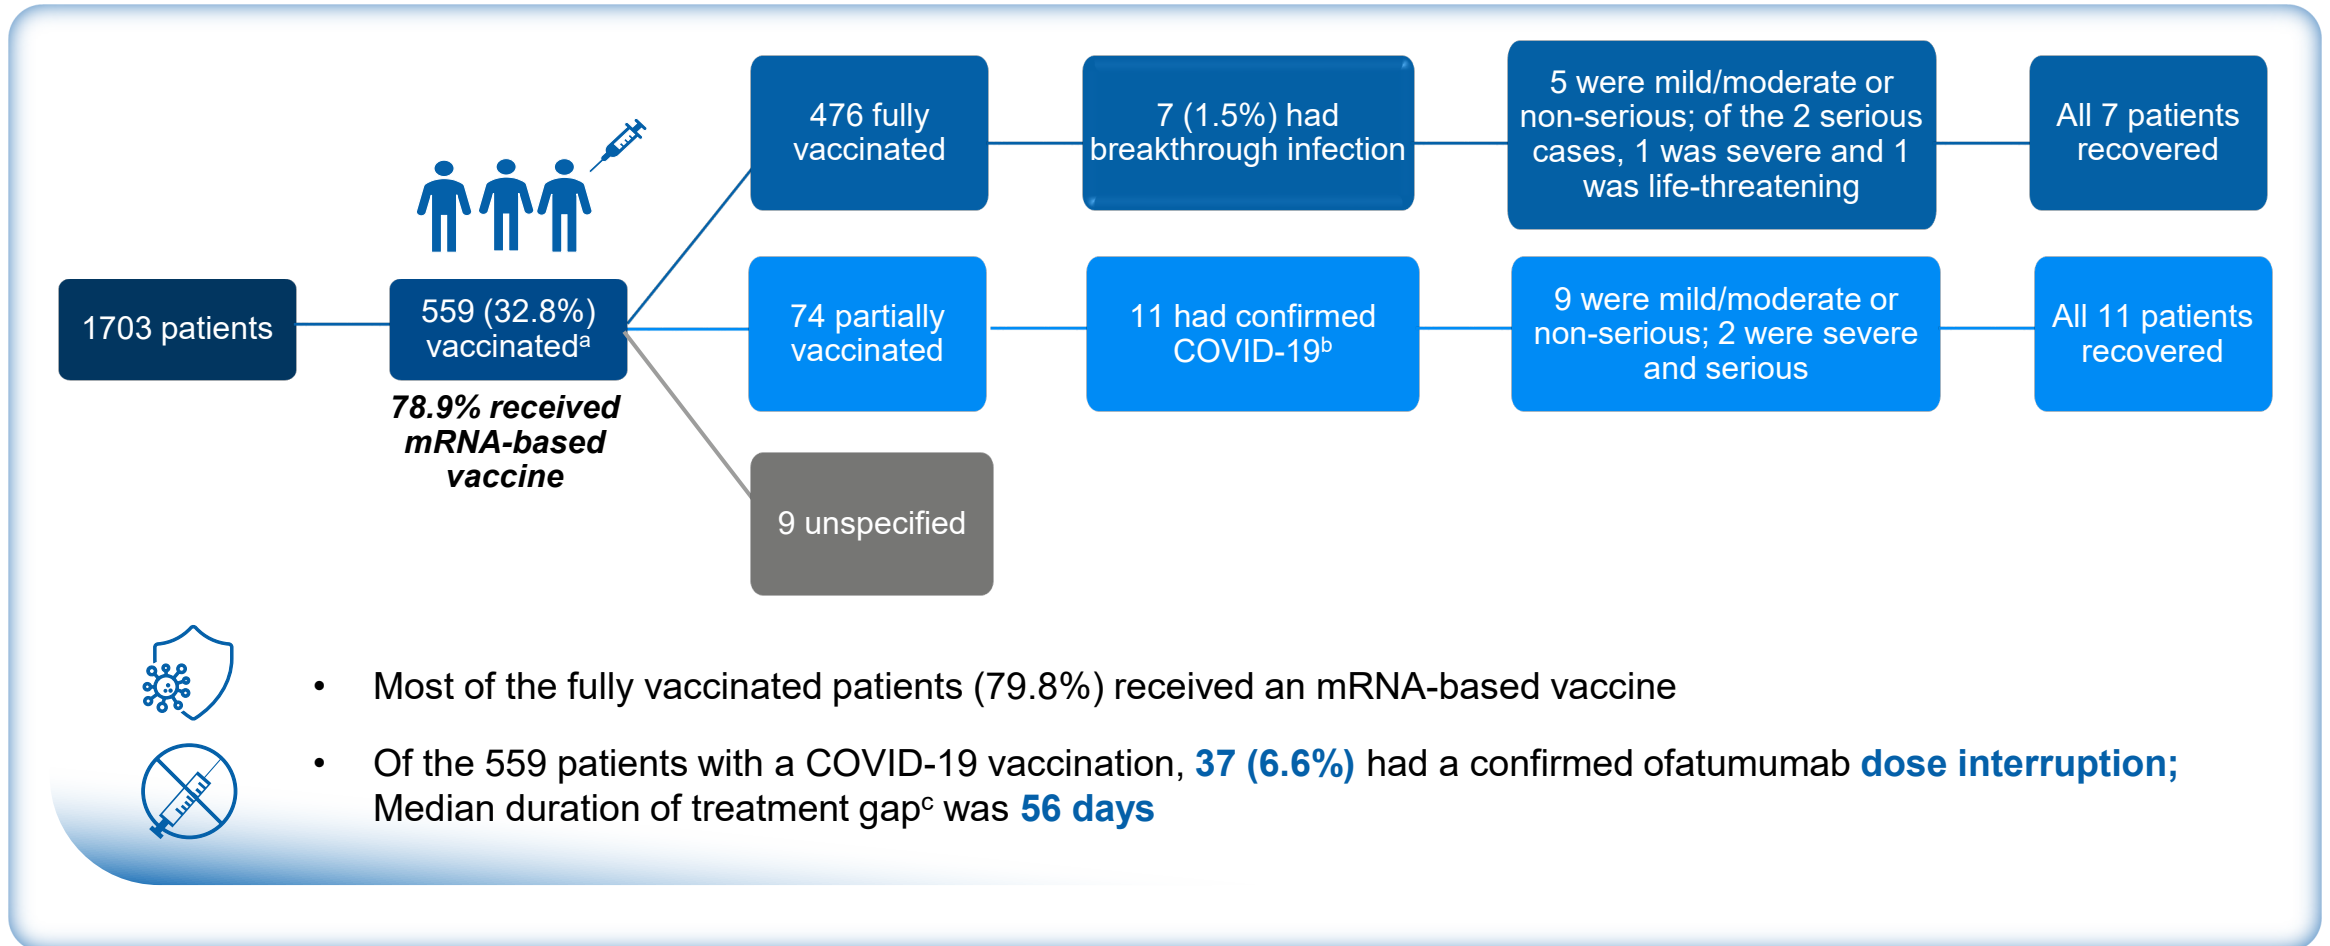 1703 patients
559 (32.8%)
vaccinatedᵃ
78.9% received
mRNA-based
vaccine
476 fully
vaccinated
7 (1.5%) had
breakthrough infection
5 were mild/moderate or
non-serious; of the 2 serious
cases, 1 was severe and 1
was life-threatening
All 7 patients
recovered
74 partially
vaccinated
11 had confirmed
COVID-19ᵇ
9 were mild/moderate or
non-serious; 2 were severe
and serious
All 11 patients
recovered
9 unspecified
• Most of the fully vaccinated patients (79.8%) received an mRNA-based vaccine
• Of the 559 patients with a COVID-19 vaccination, 37 (6.6%) had a confirmed ofatumumab dose interruption;
Median duration of treatment gapᶜ was 56 days